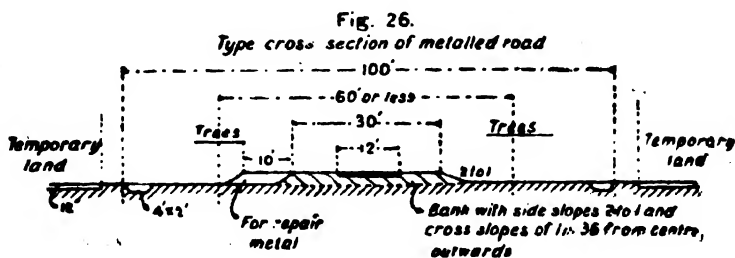 Fig. 26.
Type cross section of metalled road
100'
60' or less
30'
Trees
Trees
Temporary
land
10'
12'
Temporary
land
2 to 1
12"
4'x2'
For repair
metal
Bank with side slopes 2 to 1 and
cross slopes of 1 in 36 from centre,
outwards